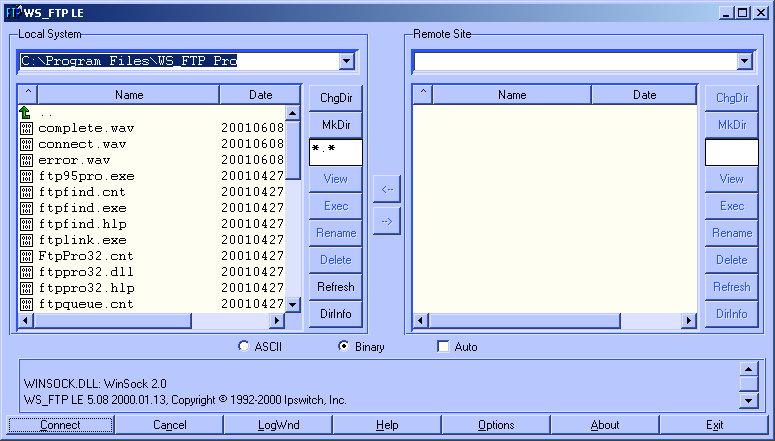 WS_FTP LE
Local System
C:\Program Files\WS_FTP Pro
^ Name Date
..
complete.wav 20010608
connect.wav 20010608
error.wav 20010608
ftp95pro.exe 20010427
ftpfind.cnt 20010427
ftpfind.exe 20010427
ftpfind.hlp 20010427
ftplink.exe 20010427
FtpPro32.cnt 20010427
ftppro32.dll 20010427
ftppro32.hlp 20010427
ftpqueue.cnt 20010427
ChgDir
MkDir
*.*
View
Exec
Rename
Delete
Refresh
DirInfo
<--
-->
Remote Site
^ Name Date
ChgDir
MkDir
View
Exec
Rename
Delete
Refresh
DirInfo
ASCII Binary Auto
WINSOCK.DLL: WinSock 2.0
WS_FTP LE 5.08 2000.01.13, Copyright © 1992-2000 Ipswitch, Inc.
Connect Cancel LogWnd Help Options About Exit